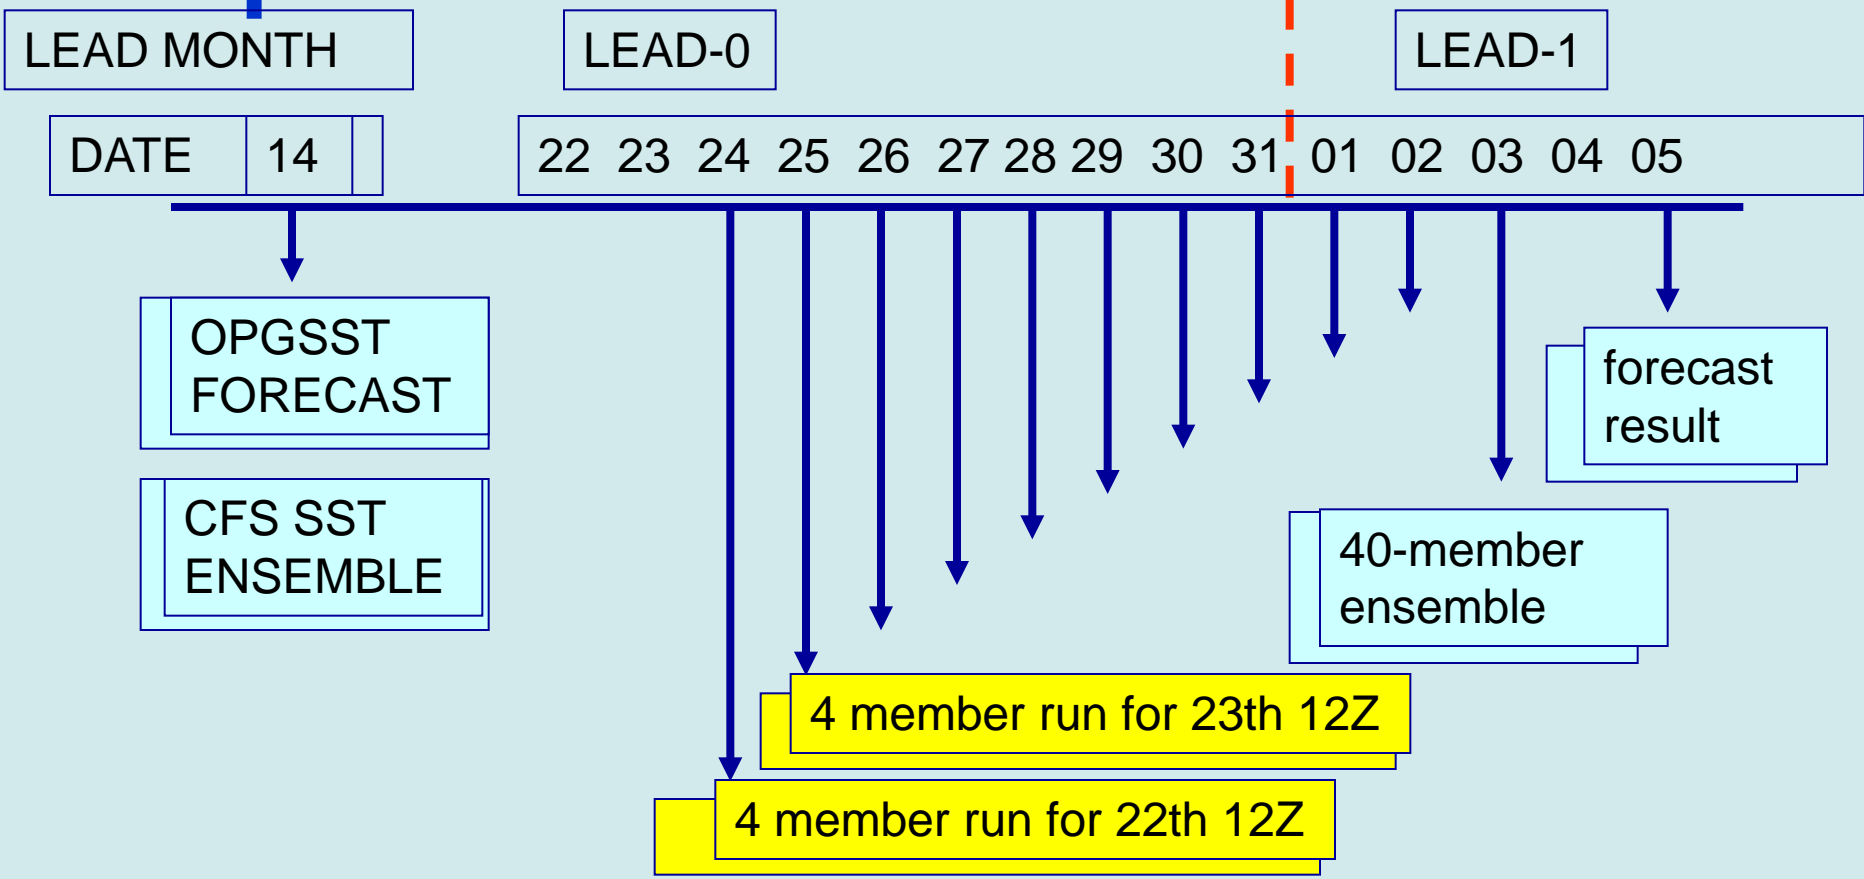 LEAD MONTH LEAD-0 LEAD-1
DATE 14 22 23 24 25 26 27 28 29 30 31 01 02 03 04 05
OPGSST
FORECAST
CFS SST
ENSEMBLE
forecast
result
40-member
ensemble
4 member run for 23th 12Z
4 member run for 22th 12Z